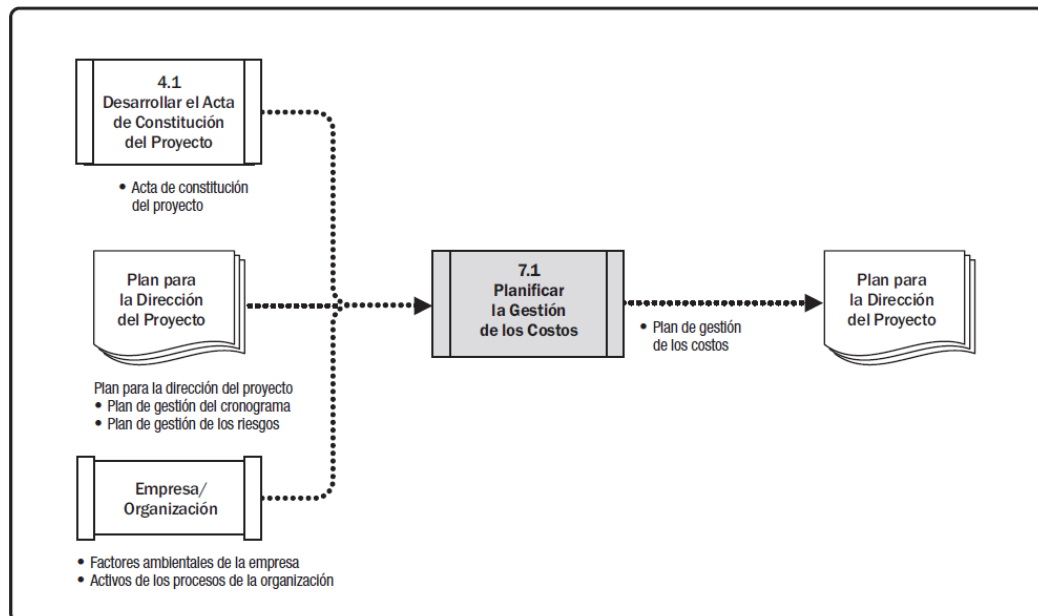 4.1
Desarrollar el Acta
de Constitución
del Proyecto
• Acta de constitución
del proyecto
Plan para
la Dirección
del Proyecto
Plan para la dirección del proyecto
• Plan de gestión del cronograma
• Plan de gestión de los riesgos
Empresa/
Organización
• Factores ambientales de la empresa
• Activos de los procesos de la organización
7.1
Planificar
la Gestión
de los Costos
• Plan de gestión
de los costos
Plan para
la Dirección
del Proyecto